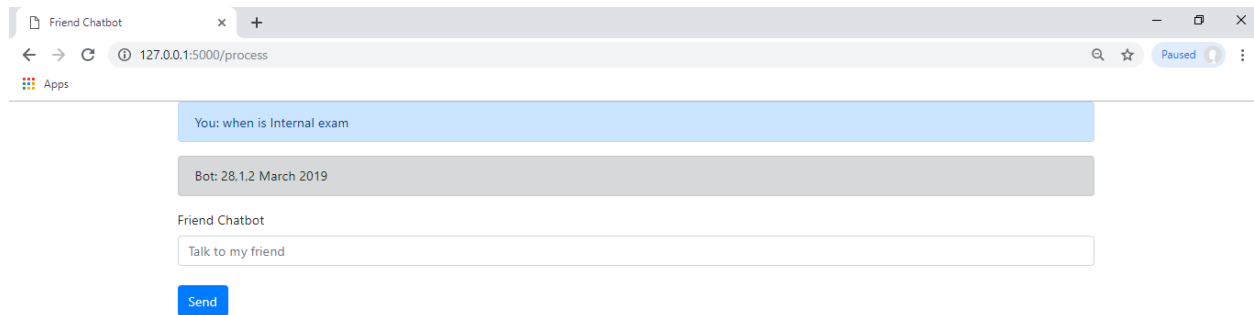 Friend Chatbot
127.0.0.1:5000/process
Paused
Apps
You: when is Internal exam
Bot: 28,1,2 March 2019
Friend Chatbot
Talk to my friend
Send